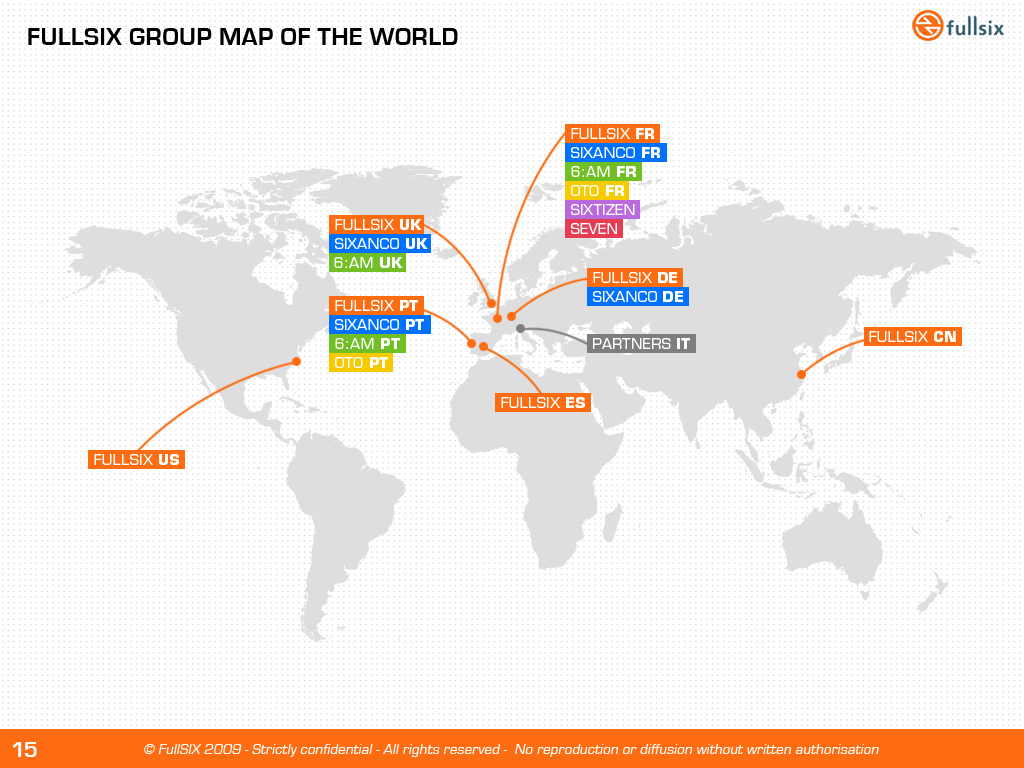 FULLSIX GROUP MAP OF THE WORLD
fullsix
FULLSIX FR
SIXANCO FR
6:AM FR
OTO FR
SIXTIZEN
SEVEN
FULLSIX UK
SIXANCO UK
6:AM UK
FULLSIX DE
SIXANCO DE
FULLSIX PT
SIXANCO PT
6:AM PT
OTO PT
PARTNERS IT
FULLSIX CN
FULLSIX ES
FULLSIX US
15
© FullSIX 2009 - Strictly confidential - All rights reserved - No reproduction or diffusion without written authorisation